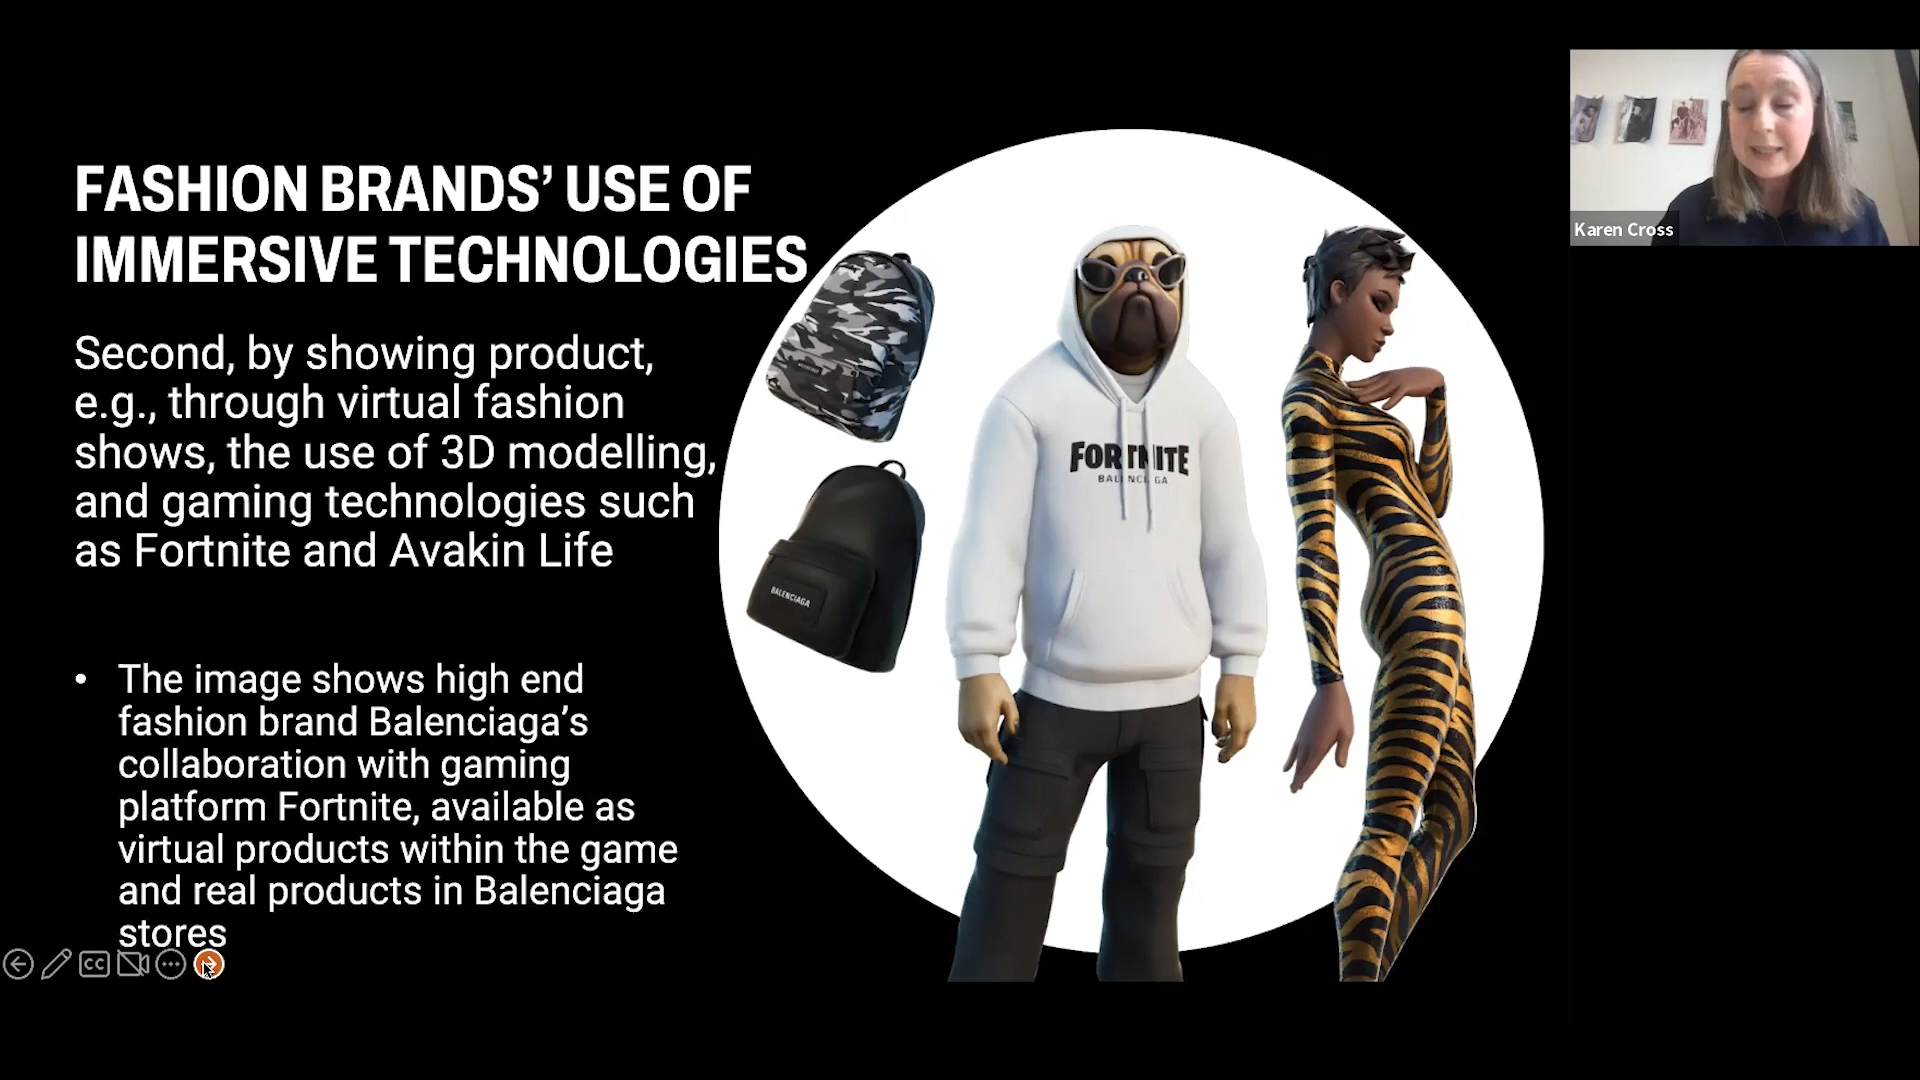 FASHION BRANDS’ USE OF
IMMERSIVE TECHNOLOGIES
Second, by showing product,
e.g., through virtual fashion
shows, the use of 3D modelling,
and gaming technologies such
as Fortnite and Avakin Life
• The image shows high end
fashion brand Balenciaga’s
collaboration with gaming
platform Fortnite, available as
virtual products within the game
and real products in Balenciaga
stores
CC
BALENCIAGA
FORTNITE
BALENCIAGA
Karen Cross